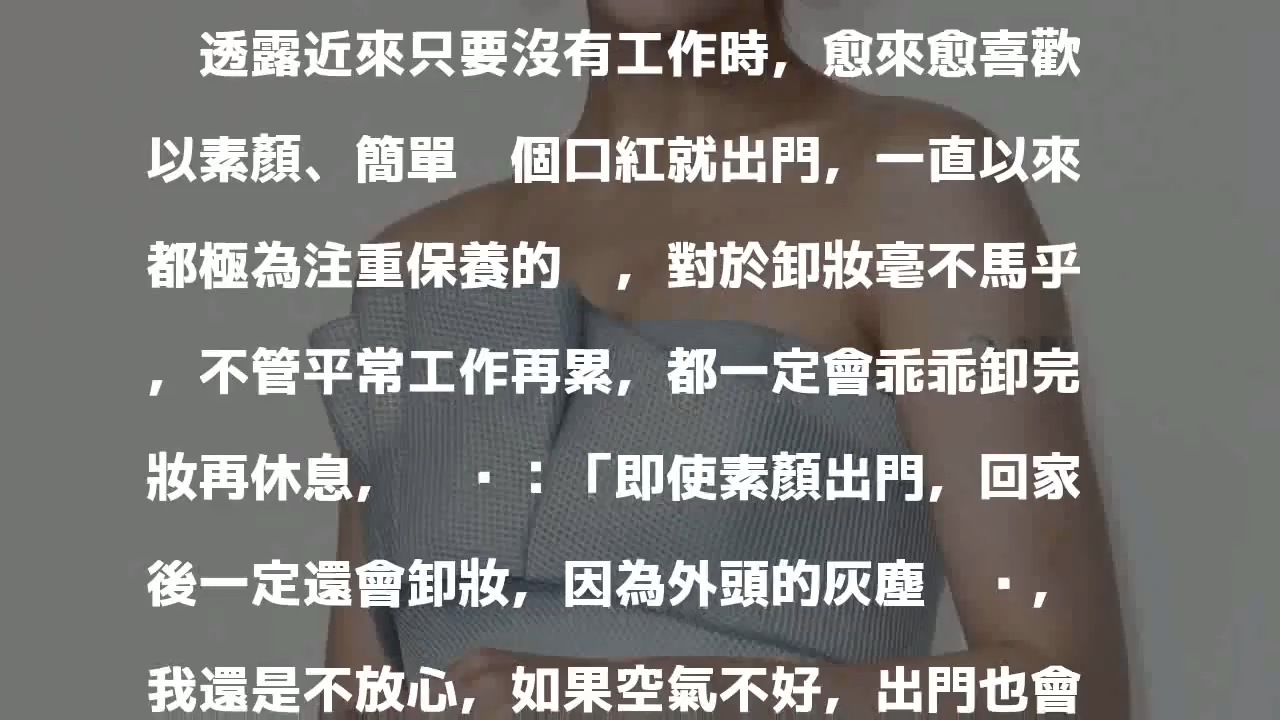 透露近來只要沒有工作時，愈來愈喜歡
以素顏、簡單　個口紅就出門，一直以來
都極為注重保養的　，對於卸妝毫不馬乎
，不管平常工作再累，都一定會乖乖卸完
妝再休息，　　·：「即使素顏出門，回家
後一定還會卸妝，因為外頭的灰塵　·，
我還是不放心，如果空氣不好，出門也會